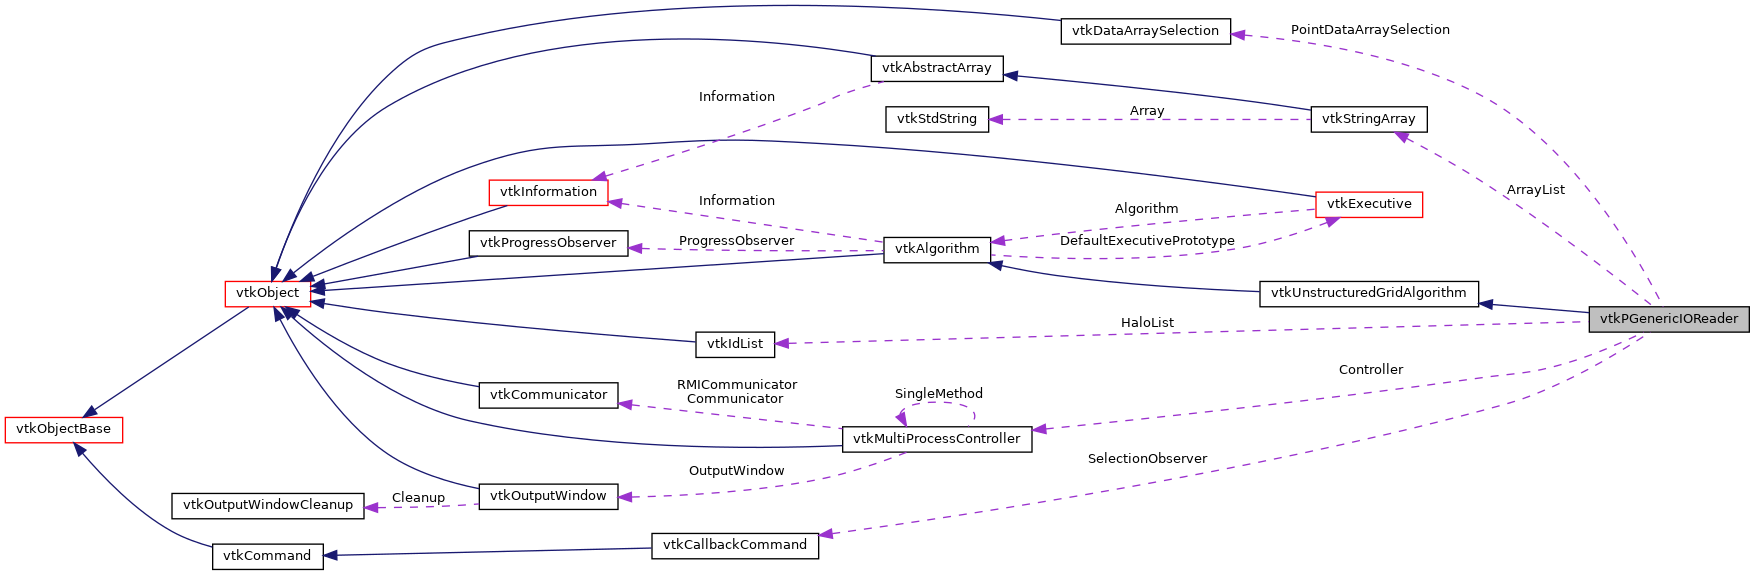 vtkDataArraySelection
PointDataArraySelection
vtkAbstractArray
Information
vtkStdString
Array
vtkStringArray
vtkInformation
Information
ArrayList
vtkExecutive
Algorithm
vtkProgressObserver
ProgressObserver
vtkAlgorithm
DefaultExecutivePrototype
vtkObject
vtkUnstructuredGridAlgorithm
vtkPGenericIOReader
HaloList
vtkIdList
Controller
RMICommunicator
Communicator
vtkCommunicator
SingleMethod
vtkObjectBase
vtkMultiProcessController
SelectionObserver
OutputWindow
vtkOutputWindow
Cleanup
vtkOutputWindowCleanup
vtkCallbackCommand
vtkCommand